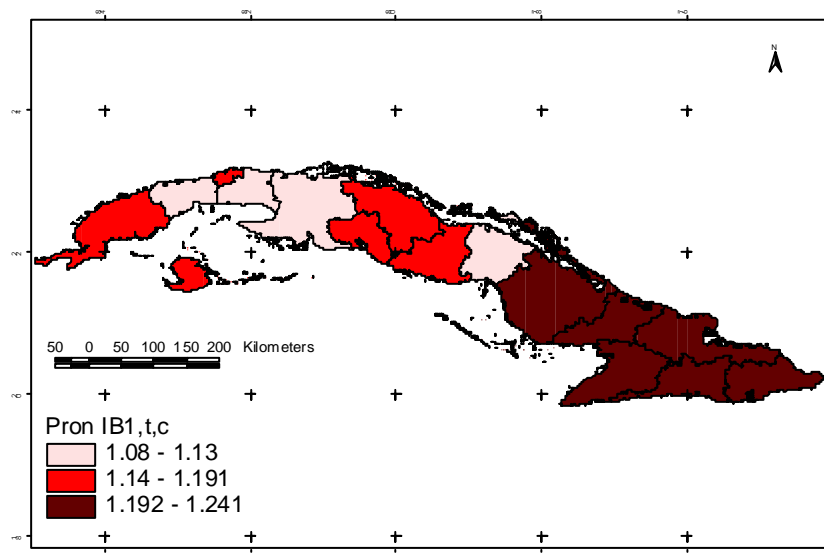 N
50 0 50 100 150 200 Kilometers
Pron IB1,t,c
1.08 - 1.13
1.14 - 1.191
1.192 - 1.241